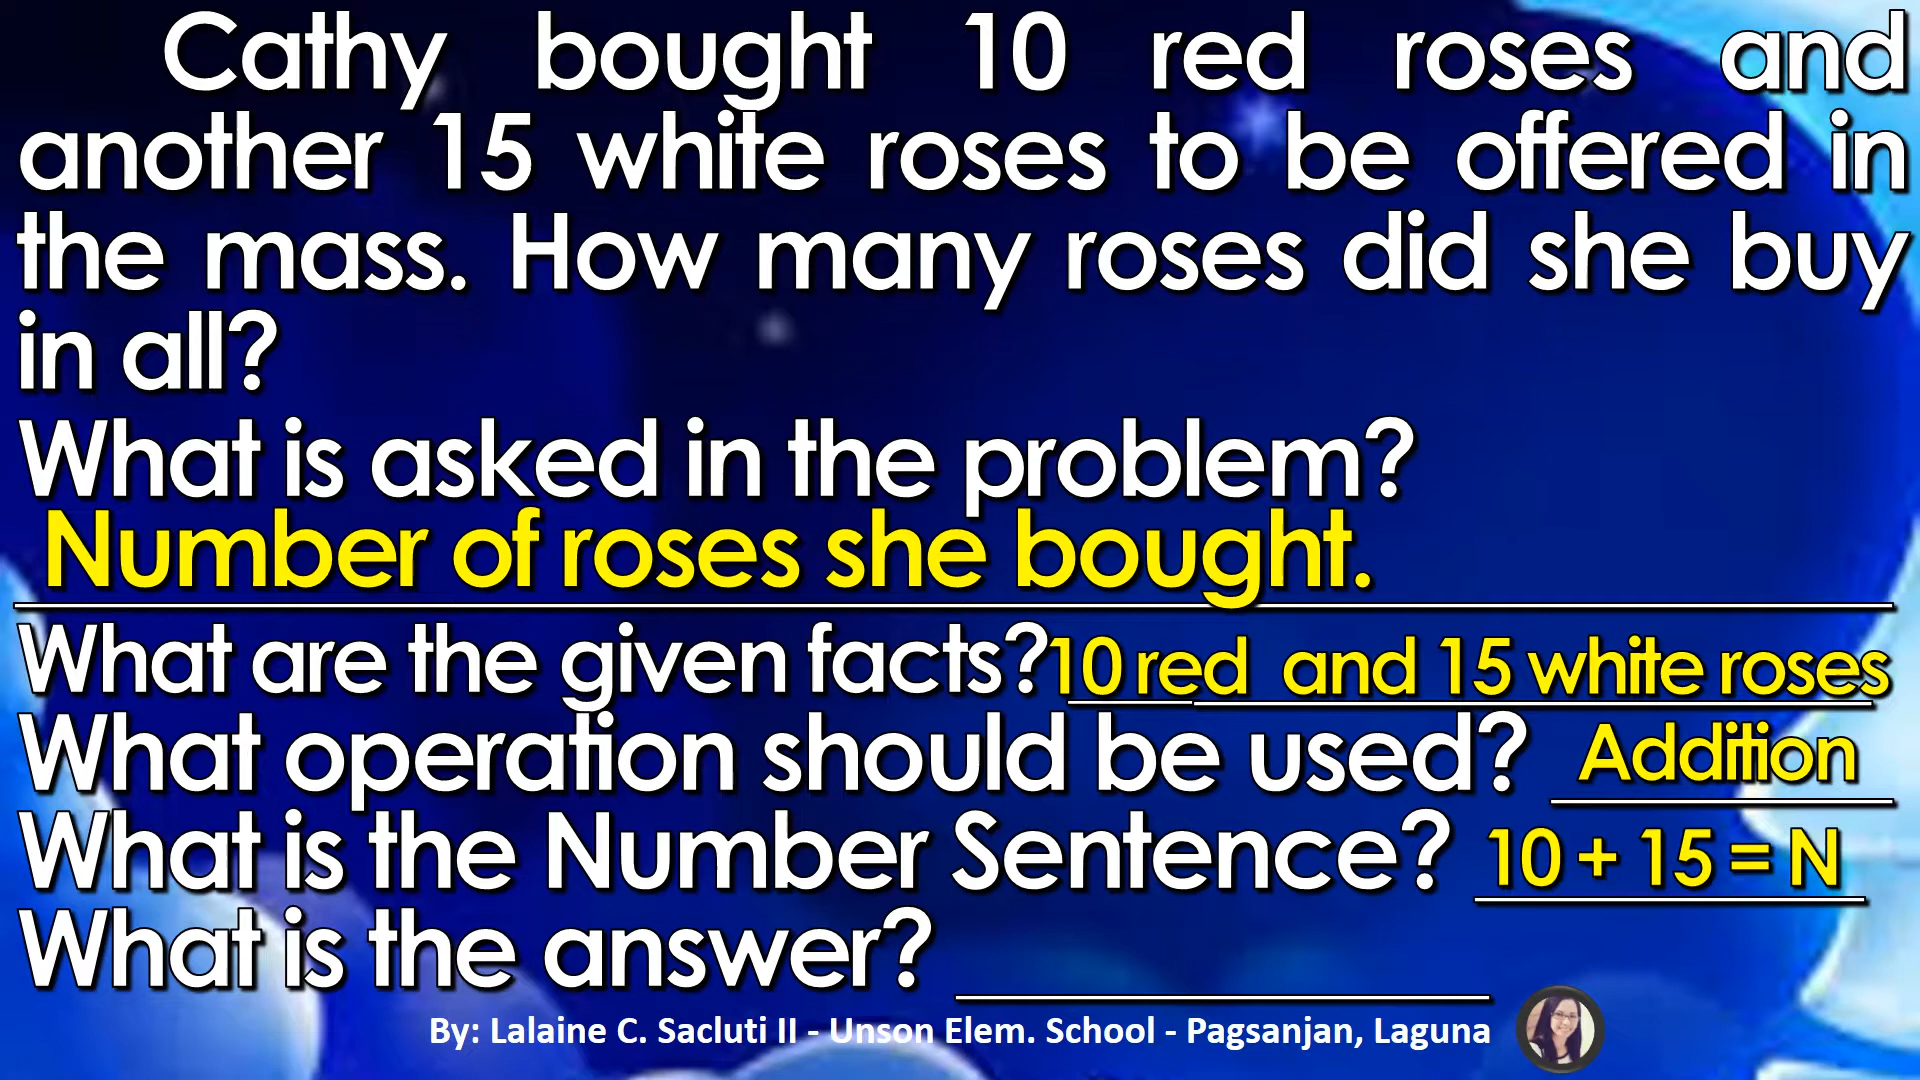 Cathy bought 10 red roses and
another 15 white roses to be offered in
the mass. How many roses did she buy
in all?
What is asked in the problem?
Number of roses she bought.
What are the given facts? 10 red and 15 white roses
What operation should be used? Addition
What is the Number Sentence? 10 + 15 = N
What is the answer?
By: Lalaine C. Sacluti II - Unson Elem. School - Pagsanjan, Laguna